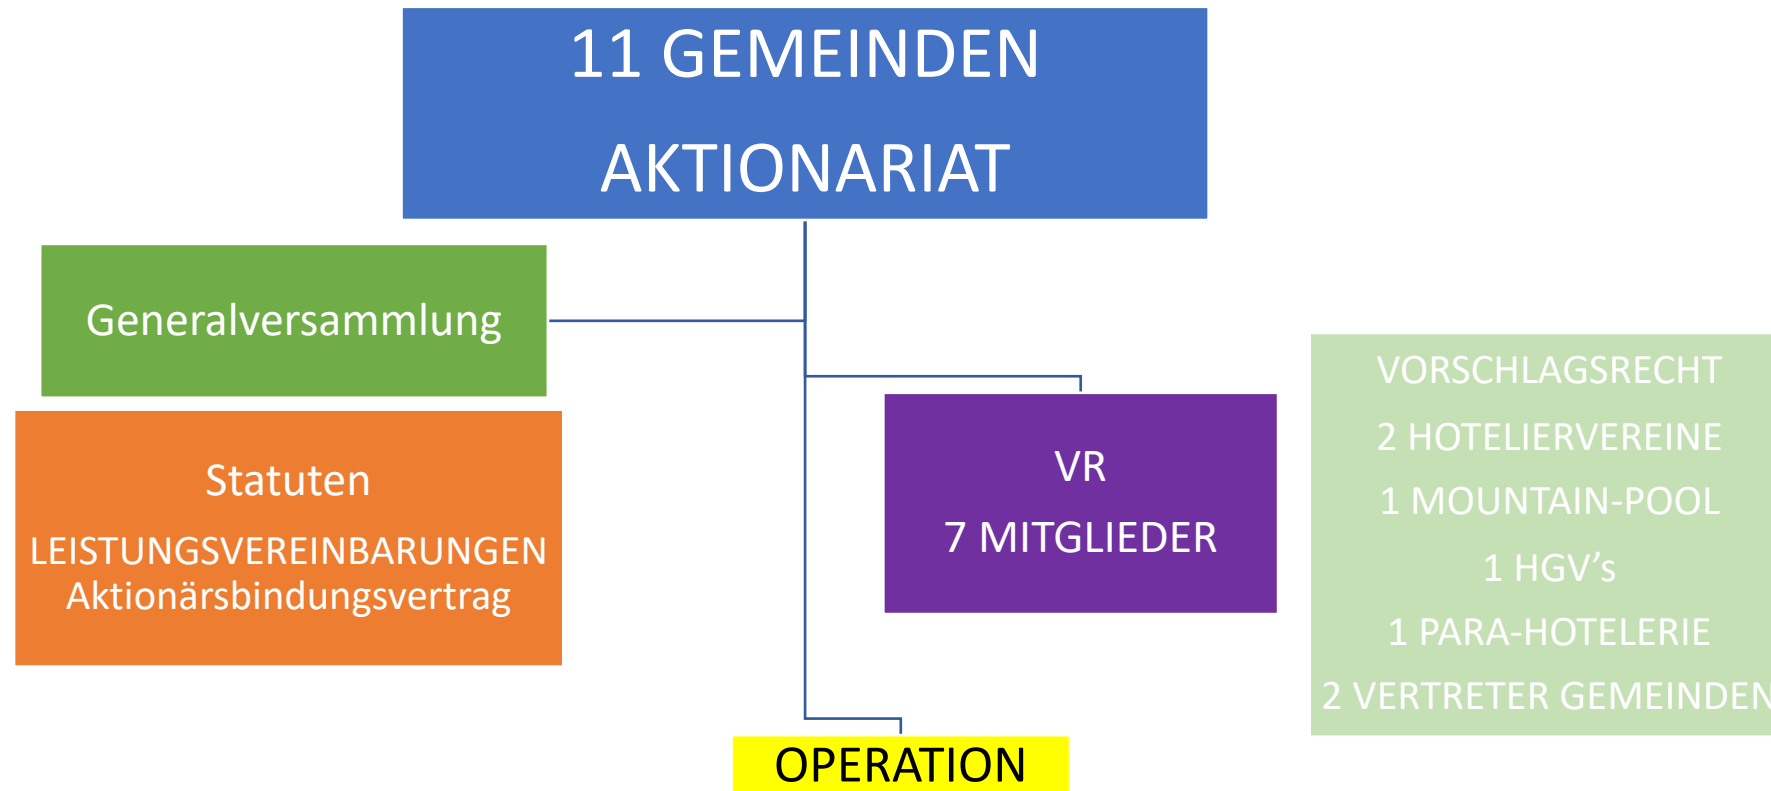 11 GEMEINDEN
AKTIONARIAT
Generalversammlung
Statuten
LEISTUNGSVEREINBARUNGEN
Aktionärsbindungsvertrag
VR
7 MITGLIEDER
VORSCHLAGSRECHT
2 HOTELIERVEREINE
1 MOUNTAIN-POOL
1 HGV’s
1 PARA-HOTELERIE
2 VERTRETER GEMEINDEN
OPERATION